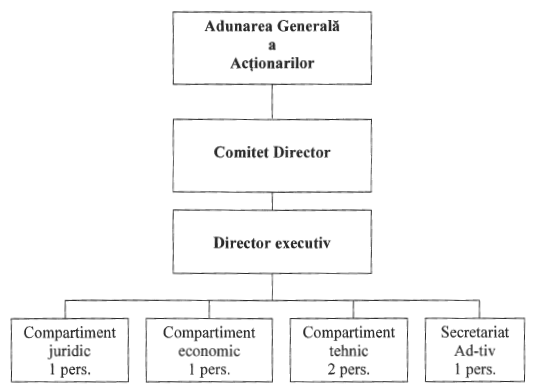 Adunarea Generală
a
Acționarilor
Comitet Director
Director executiv
Compartiment
juridic
1 pers.
Compartiment
economic
1 pers.
Compartiment
tehnic
2 pers.
Secretariat
Ad-tiv
1 pers.